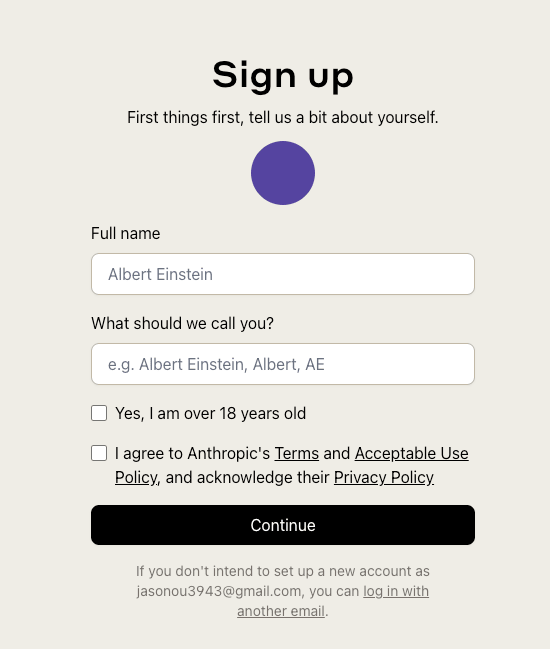 Sign up
First things first, tell us a bit about yourself.
Full name
Albert Einstein
What should we call you?
e.g. Albert Einstein, Albert, AE
Yes, I am over 18 years old
I agree to Anthropic's Terms and Acceptable Use
Policy, and acknowledge their Privacy Policy
Continue
If you don't intend to set up a new account as
jasonou3943@gmail.com, you can log in with
another email.